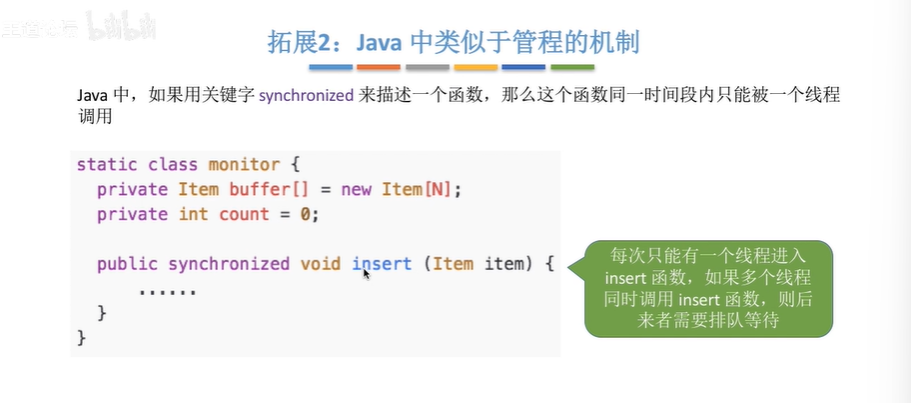 bilibili
拓展2：Java 中类似于管程的机制
Java 中，如果用关键字 synchronized 来描述一个函数，那么这个函数同一时间段内只能被一个线程
调用
static class monitor {
private Item buffer[] = new Item[N];
private int count = 0;
public synchronized void insert (Item item) {
......
}
}
每次只能有一个线程进入
insert 函数，如果多个线程
同时调用 insert 函数，则后
来者需要排队等待